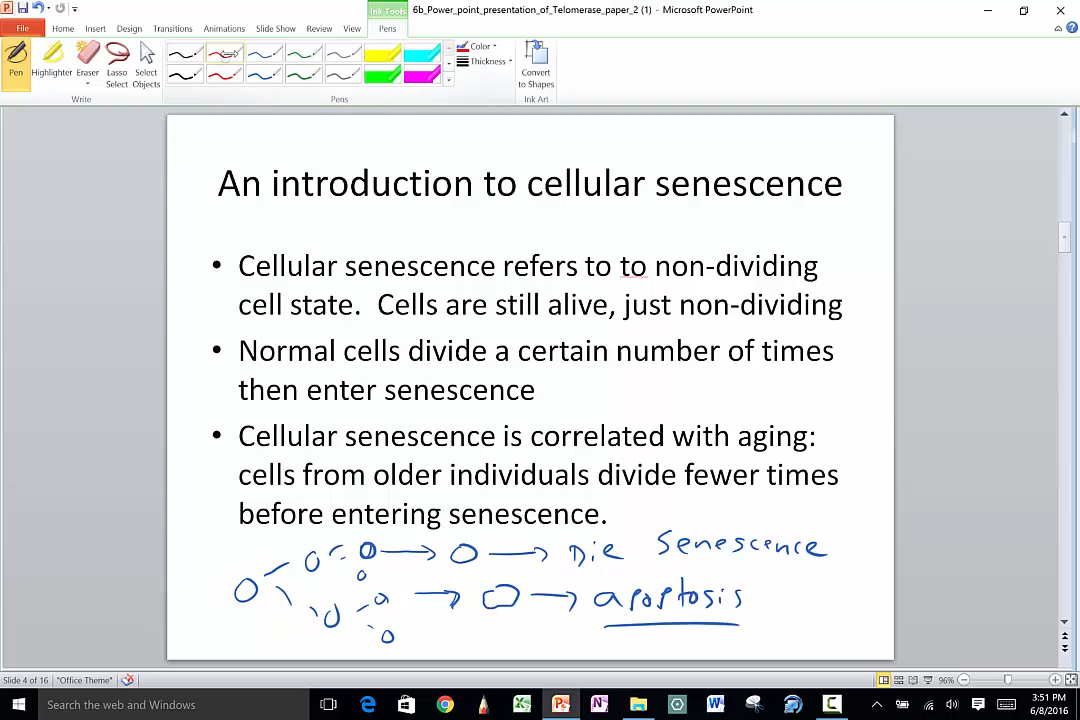 Ink Tools
6b_Power_point_presentation_of_Telomerase_paper_2 (1) - Microsoft PowerPoint
File Home Insert Design Transitions Animations Slide Show Review View Pens
Pen Highlighter Eraser Lasso Select Select Objects
Color
Thickness
Convert to Shapes
Write Pens Ink Art
An introduction to cellular senescence
• Cellular senescence refers to to non-dividing
cell state. Cells are still alive, just non-dividing
• Normal cells divide a certain number of times
then enter senescence
• Cellular senescence is correlated with aging:
cells from older individuals divide fewer times
before entering senescence.
Die Senescence
apoptosis
Slide 4 of 16 "Office Theme" 96%
Search the web and Windows
3:51 PM
6/8/2016